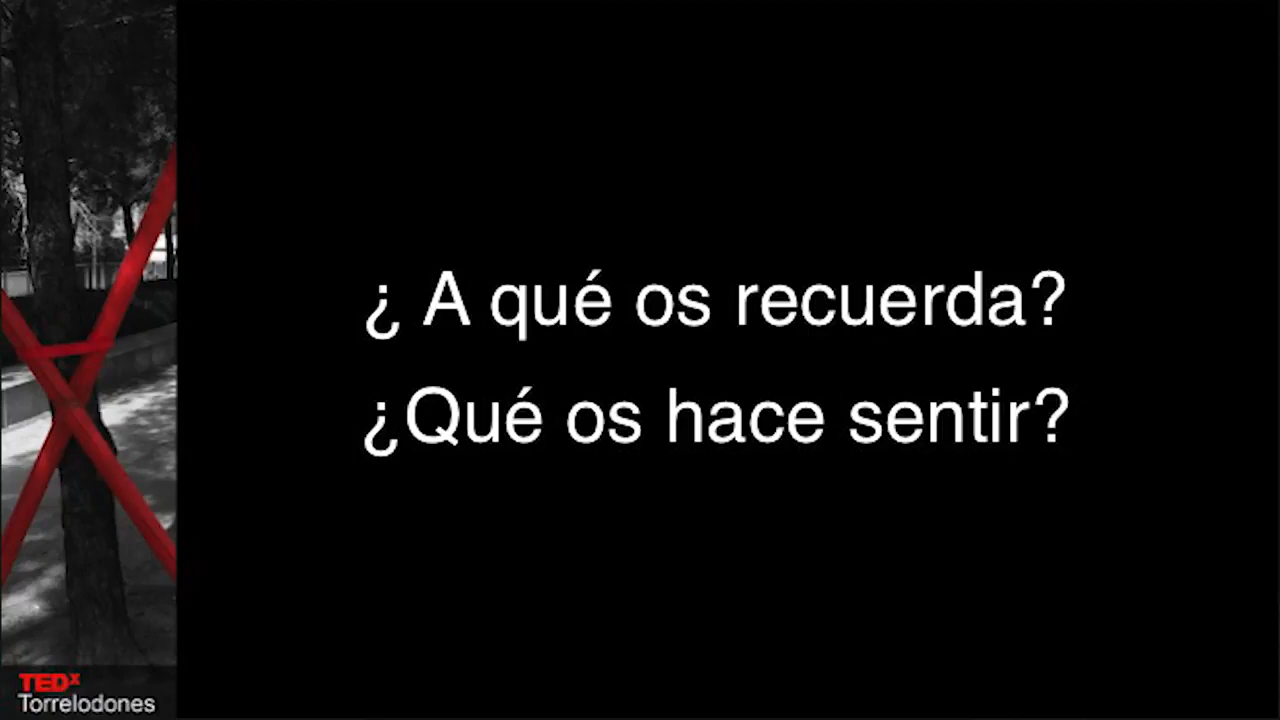 ¿ A qué os recuerda?
¿Qué os hace sentir?
TEDx
Torrelodones